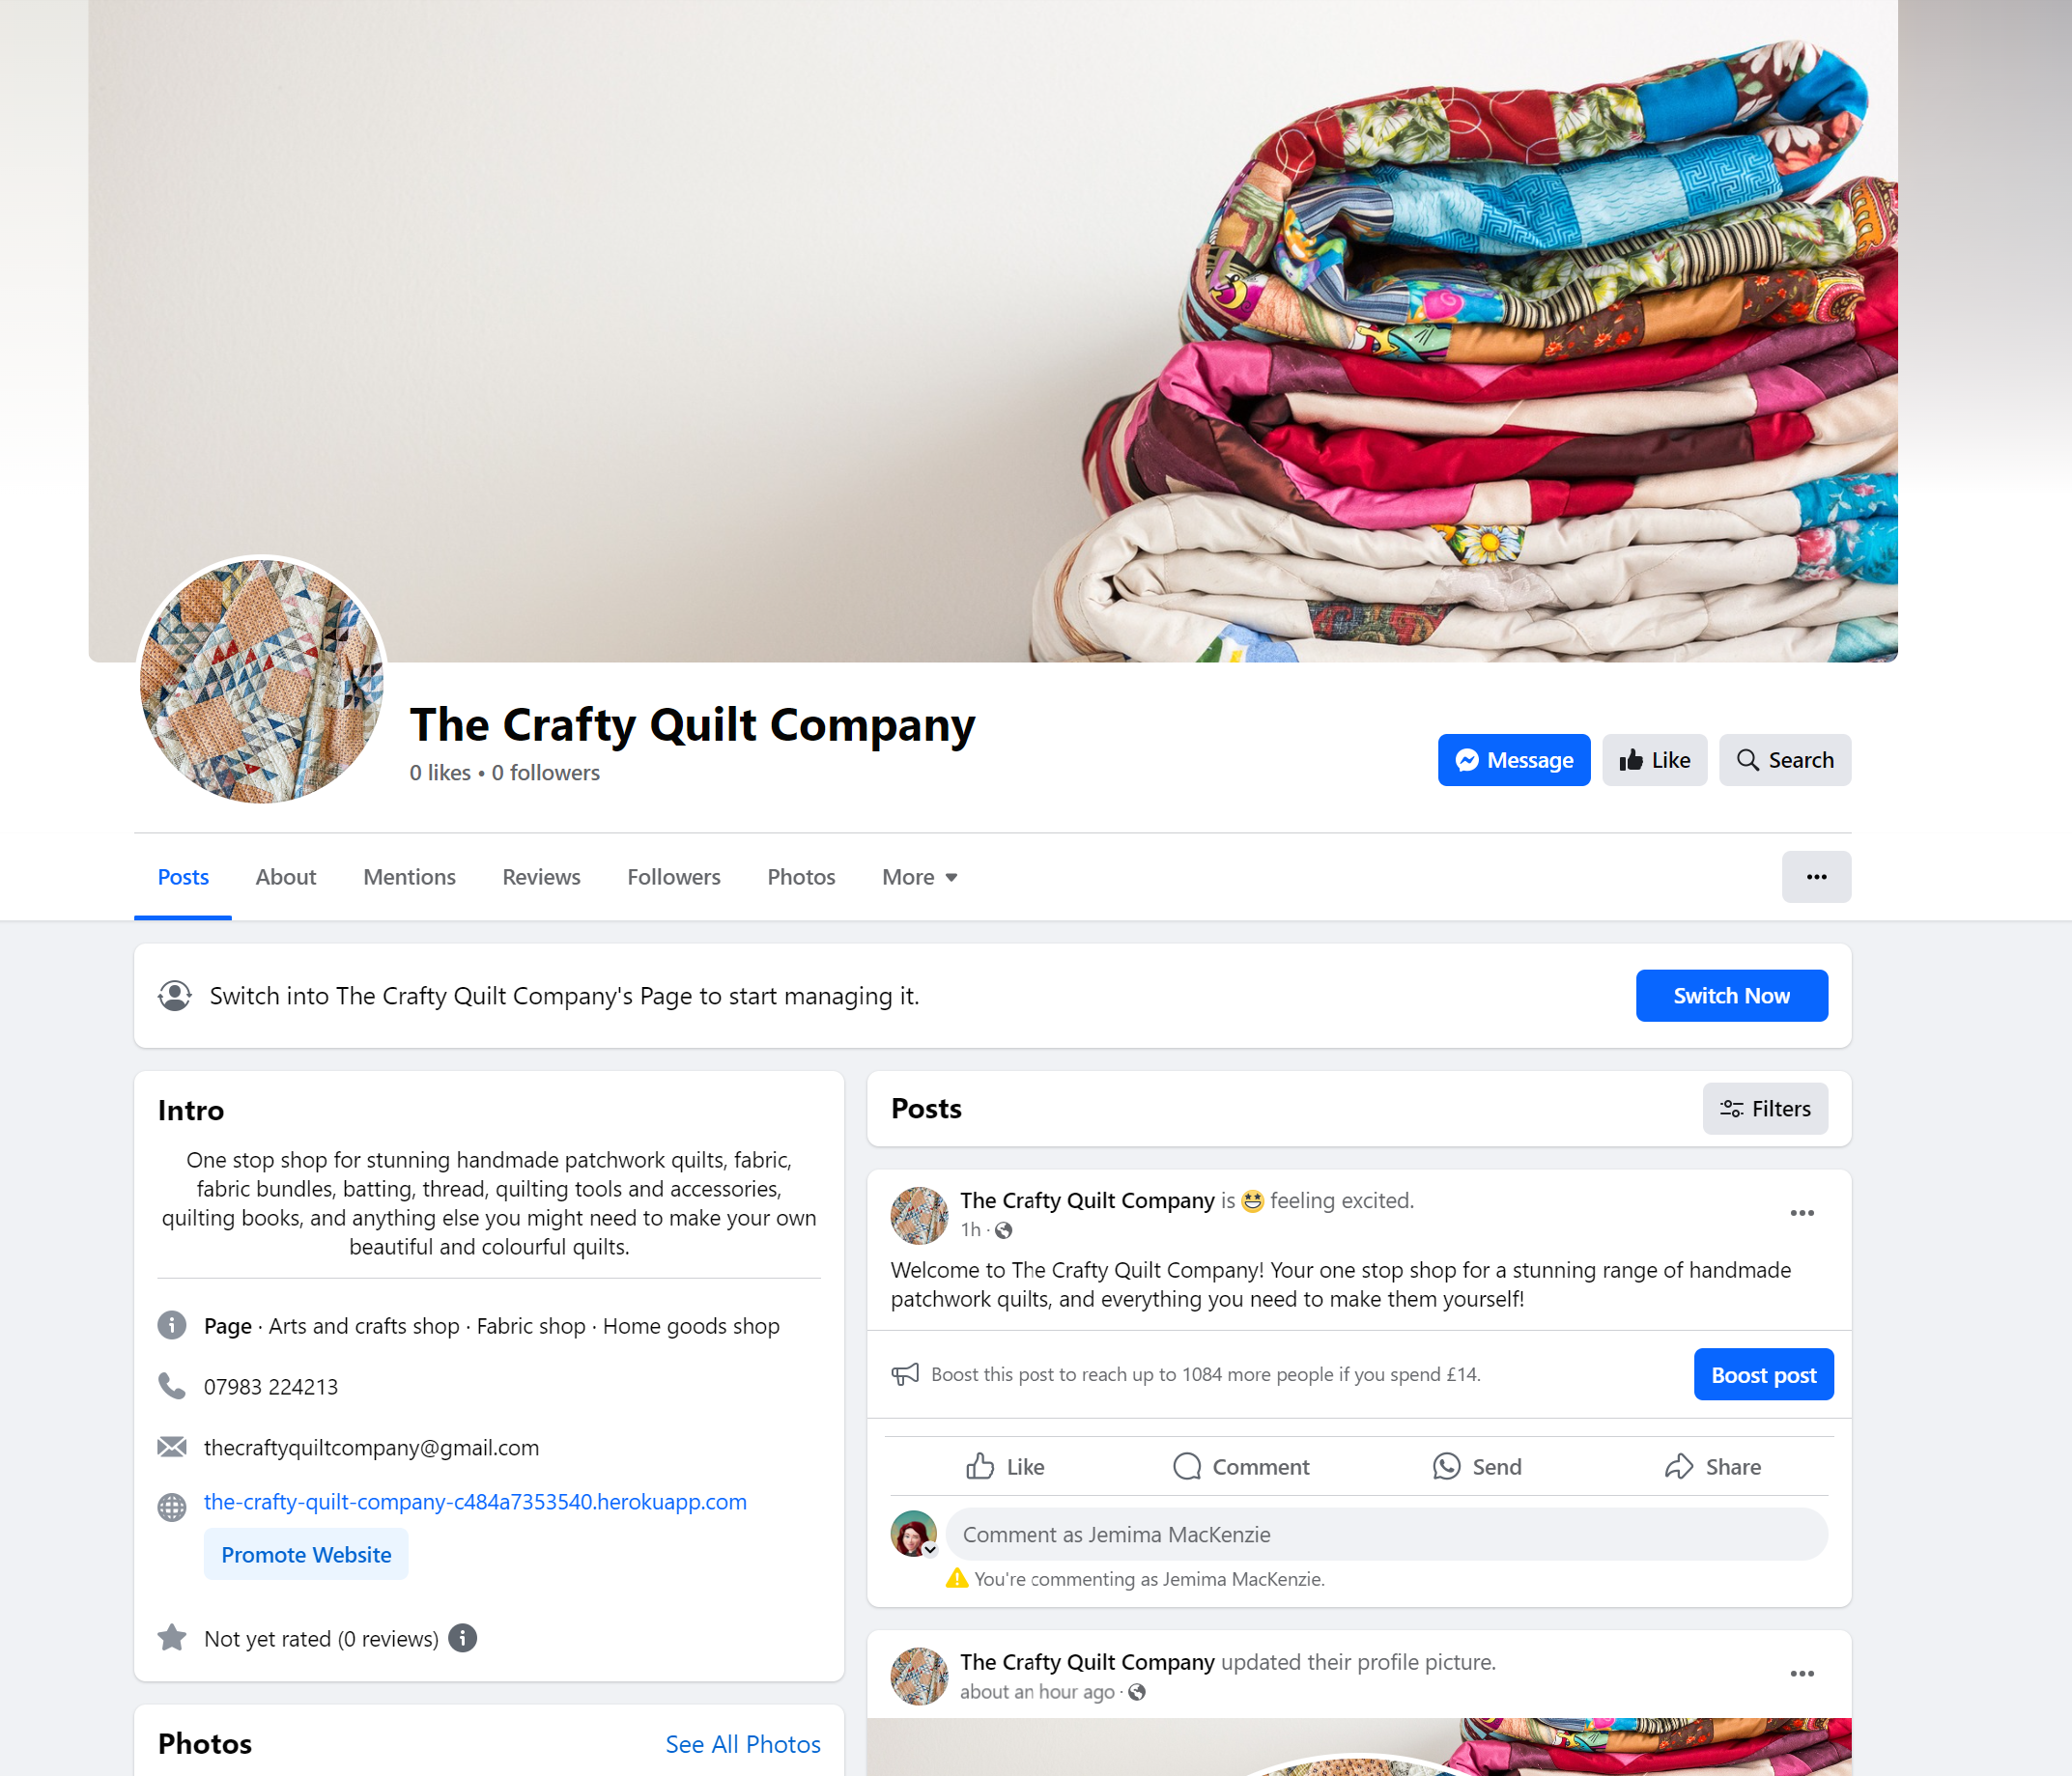 The Crafty Quilt Company
0 likes • 0 followers
Message
Like
Search
Posts
About
Mentions
Reviews
Followers
Photos
More
Switch into The Crafty Quilt Company's Page to start managing it.
Switch Now
Intro
One stop shop for stunning handmade patchwork quilts, fabric,
fabric bundles, batting, thread, quilting tools and accessories,
quilting books, and anything else you might need to make your own
beautiful and colourful quilts.
Page · Arts and crafts shop · Fabric shop · Home goods shop
07983 224213
thecraftyquiltcompany@gmail.com
the-crafty-quilt-company-c484a7353540.herokuapp.com
Promote Website
Not yet rated (0 reviews)
Photos
See All Photos
Posts
Filters
The Crafty Quilt Company is 🤩 feeling excited.
1h ·
Welcome to The Crafty Quilt Company! Your one stop shop for a stunning range of handmade
patchwork quilts, and everything you need to make them yourself!
Boost this post to reach up to 1084 more people if you spend £14.
Boost post
Like
Comment
Send
Share
Comment as Jemima MacKenzie
You're commenting as Jemima MacKenzie.
The Crafty Quilt Company updated their profile picture.
about an hour ago ·